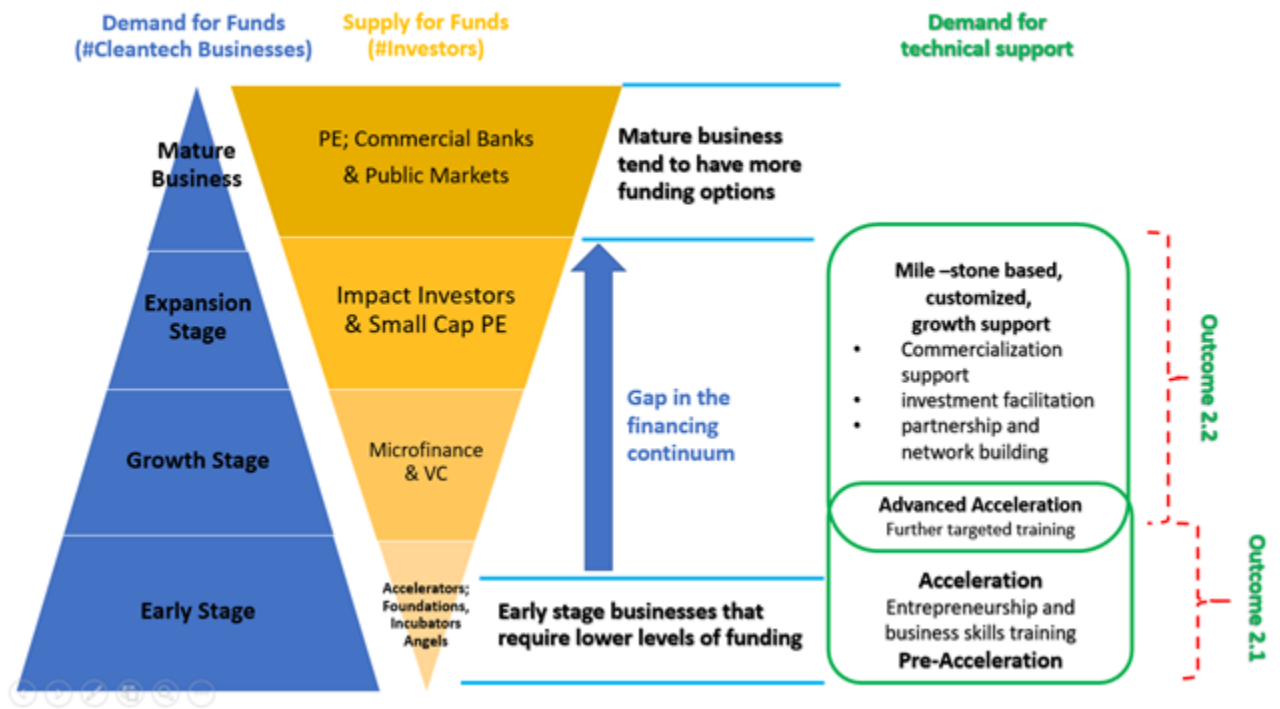 Demand for Funds
(#Cleantech Businesses)
Supply for Funds
(#Investors)
Demand for
technical support
Mature
Business
Expansion
Stage
Growth Stage
Early Stage
PE; Commercial Banks
& Public Markets
Impact Investors
& Small Cap PE
Microfinance
& VC
Accelerators;
Foundations,
Incubators
Angels
Mature business
tend to have more
funding options
Gap in the
financing
continuum
Early stage businesses that
require lower levels of funding
Mile –stone based,
customized,
growth support
• Commercialization
support
• investment facilitation
• partnership and
network building
Advanced Acceleration
Further targeted training
Acceleration
Entrepreneurship and
business skills training
Pre-Acceleration
Outcome 2.2
Outcome 2.1